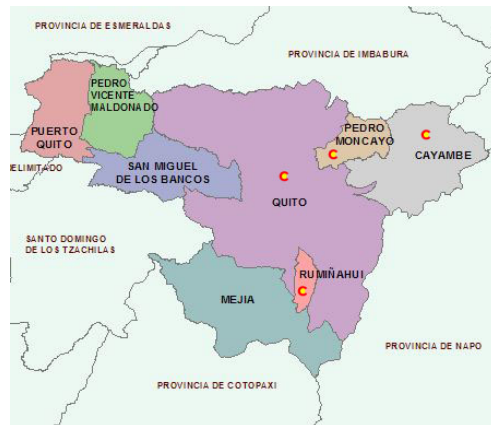 PROVINCIA DE ESMERALDAS
PROVINCIA DE IMBABURA
PEDRO
VICENTE
MALDONADO
PUERTO
QUITO
PEDRO
MONCAYO
CAYAMBE
C
C
ELIMITADO
SAN MIGUEL
DE LOS BANCOS
C
QUITO
SANTO DOMINGO
DE LOS TZACHILAS
RUMIÑAHUI
C
MEJIA
PROVINCIA DE NAPO
PROVINCIA DE COTOPAXI